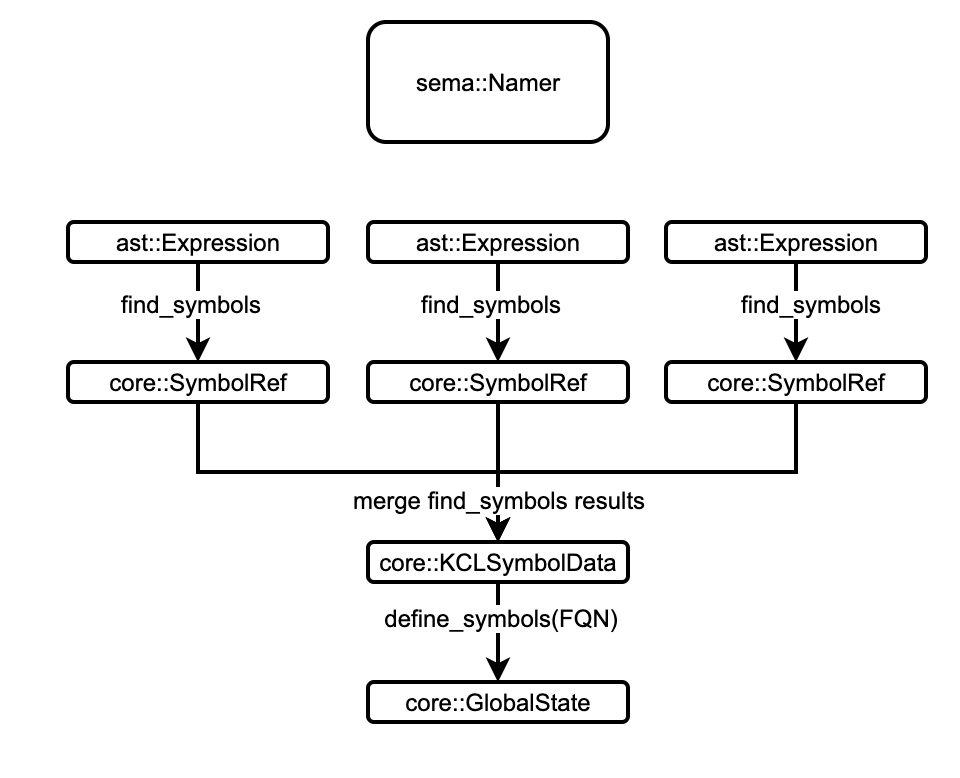 sema::Namer
ast::Expression
ast::Expression
ast::Expression
find_symbols
find_symbols
find_symbols
core::SymbolRef
core::SymbolRef
core::SymbolRef
merge find_symbols results
core::KCLSymbolData
define_symbols(FQN)
core::GlobalState